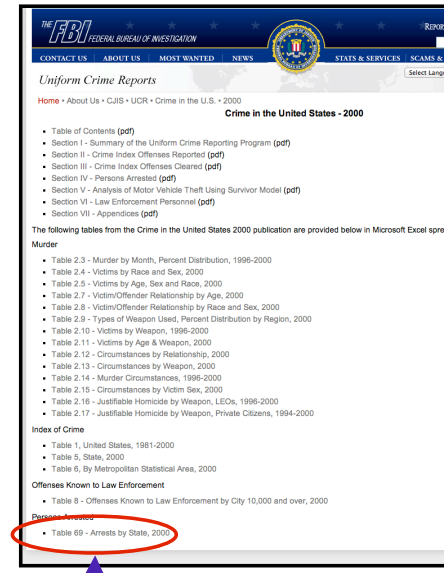 THE FBI FEDERAL BUREAU OF INVESTIGATION
REPOR
CONTACT US ABOUT US MOST WANTED NEWS STATS & SERVICES SCAMS &
Uniform Crime Reports
Select Lang
Home • About Us • CJIS • UCR • Crime in the U.S. • 2000
Crime in the United States - 2000
Table of Contents (pdf)
Section I - Summary of the Uniform Crime Reporting Program (pdf)
Section II - Crime Index Offenses Reported (pdf)
Section III - Crime Index Offenses Cleared (pdf)
Section IV - Persons Arrested (pdf)
Section V - Analysis of Motor Vehicle Theft Using Survivor Model (pdf)
Section VI - Law Enforcement Personnel (pdf)
Section VII - Appendices (pdf)
The following tables from the Crime in the United States 2000 publication are provided below in Microsoft Excel spre
Murder
Table 2.3 - Murder by Month, Percent Distribution, 1996-2000
Table 2.4 - Victims by Race and Sex, 2000
Table 2.5 - Victims by Age, Sex and Race, 2000
Table 2.7 - Victim/Offender Relationship by Age, 2000
Table 2.8 - Victim/Offender Relationship by Race and Sex, 2000
Table 2.9 - Types of Weapon Used, Percent Distribution by Region, 2000
Table 2.10 - Victims by Weapon, 1996-2000
Table 2.11 - Victims by Age & Weapon, 2000
Table 2.12 - Circumstances by Relationship, 2000
Table 2.13 - Circumstances by Weapon, 2000
Table 2.14 - Murder Circumstances, 1996-2000
Table 2.15 - Circumstances by Victim Sex, 2000
Table 2.16 - Justifiable Homicide by Weapon, LEOs, 1996-2000
Table 2.17 - Justifiable Homicide by Weapon, Private Citizens, 1994-2000
Index of Crime
Table 1, United States, 1981-2000
Table 5, State, 2000
Table 6, By Metropolitan Statistical Area, 2000
Offenses Known to Law Enforcement
Table 8 - Offenses Known to Law Enforcement by City 10,000 and over, 2000
Persons Arrested
Table 69 - Arrests by State, 2000